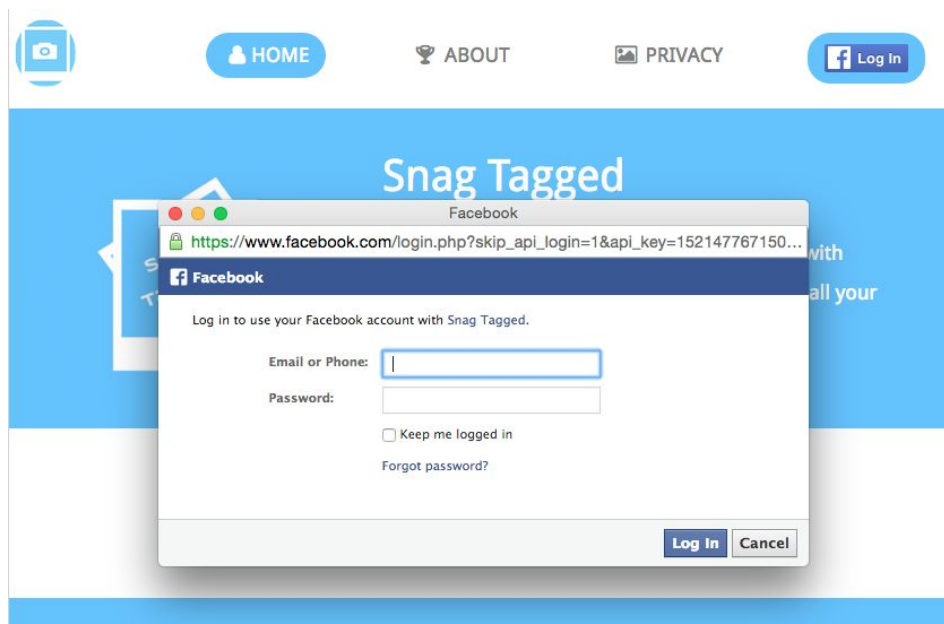 HOME
ABOUT
PRIVACY
Log In
Snag Tagged
Facebook
https://www.facebook.com/login.php?skip_api_login=1&api_key=152147767150...
with
Facebook
all your
Log in to use your Facebook account with Snag Tagged.
Email or Phone:
Password:
Keep me logged in
Forgot password?
Log In
Cancel